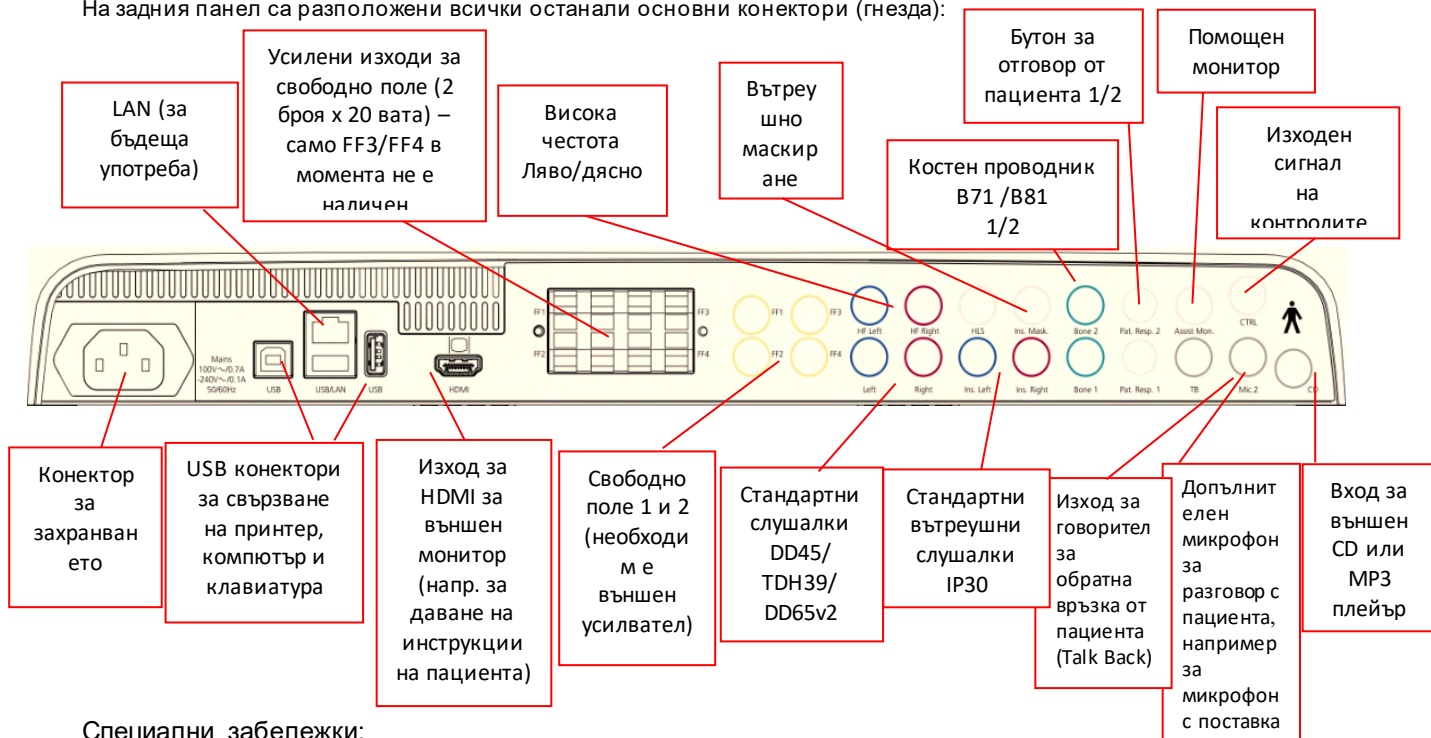 На задния панел са разположени всички останали основни конектори (гнезда):
LAN (за
бъдеща
употреба)
Усилени изходи за
свободно поле (2
броя x 20 вата) –
само FF3/FF4 в
момента не е
наличен
Висока
честота
Ляво/дясно
Вътреу
шно
маскир
ане
Костен проводник
B71 /B81
1/2
Бутон за
отговор от
пациента 1/2
Помощен
монитор
Изходен
сигнал
на
контролите
Mains
100V~/0.7A
-240V~/0.1A
50/60Hz
USB
USB/LAN
USB
HDMI
FF1
FF3
FF2
FF4
FF1
FF3
FF2
FF4
HF Left
HF Right
HLS
Ins. Mask.
Bone 2
Pat. Resp. 2
Assist Mon.
CTRL
Left
Right
Ins. Left
Ins. Right
Bone 1
Pat. Resp. 1
TB
Mic.2
CD
Конектор
за
захранван
ето
USB конектори
за свързване
на принтер,
компютър и
клавиатура
Изход за
HDMI за
външен
монитор
(напр. за
даване на
инструкции
на пациента)
Свободно
поле 1 и 2
(необходи
м е
външен
усилвател)
Стандартни
слушалки
DD45/
TDH39/
DD65v2
Стандартни
вътреушни
слушалки
IP30
Изход за
говорител
за
обратна
връзка от
пациента
(Talk Back)
Допълнит
елен
микрофон
за
разговор с
пациента,
например
за
микрофон
с поставка
Вход за
външен
CD или
MP3
плейър
Специални забележки: